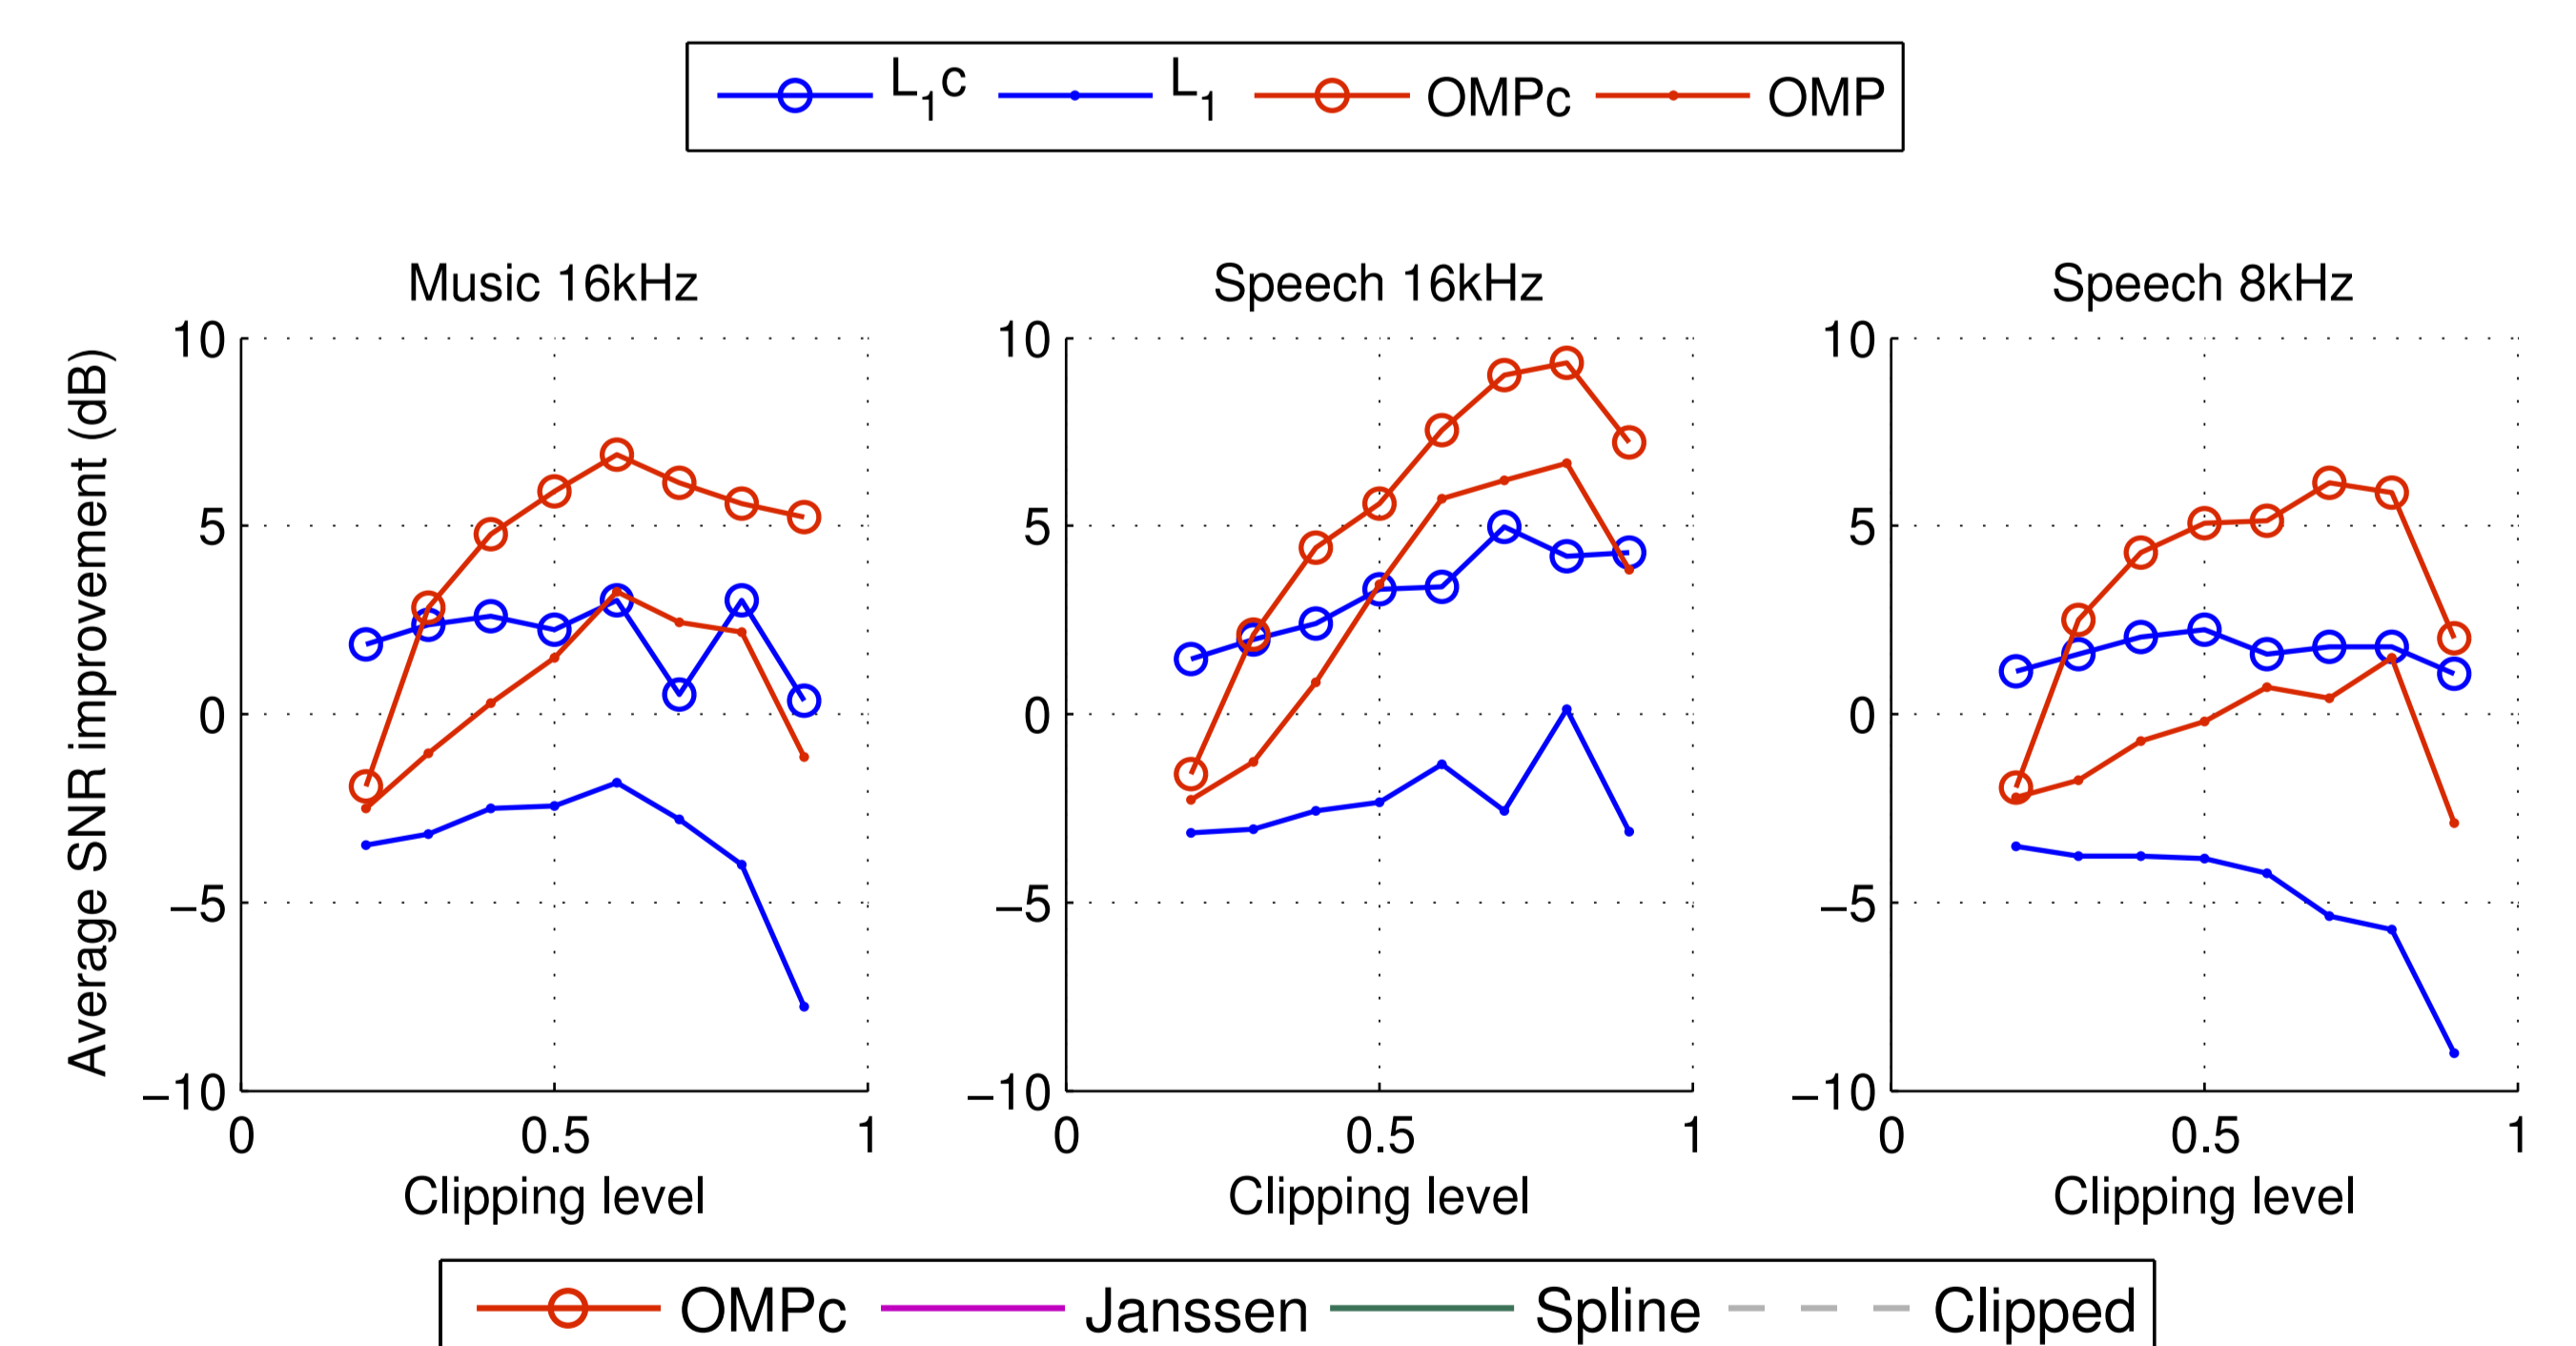 L1c L1 OMPc OMP
Music 16kHz Speech 16kHz Speech 8kHz
Average SNR improvement (dB)
10 10 10
5 5 5
0 0 0
−5 −5 −5
−10 −10 −10
0 0.5 1 0 0.5 1 0 0.5 1
Clipping level Clipping level Clipping level
OMPc Janssen Spline Clipped